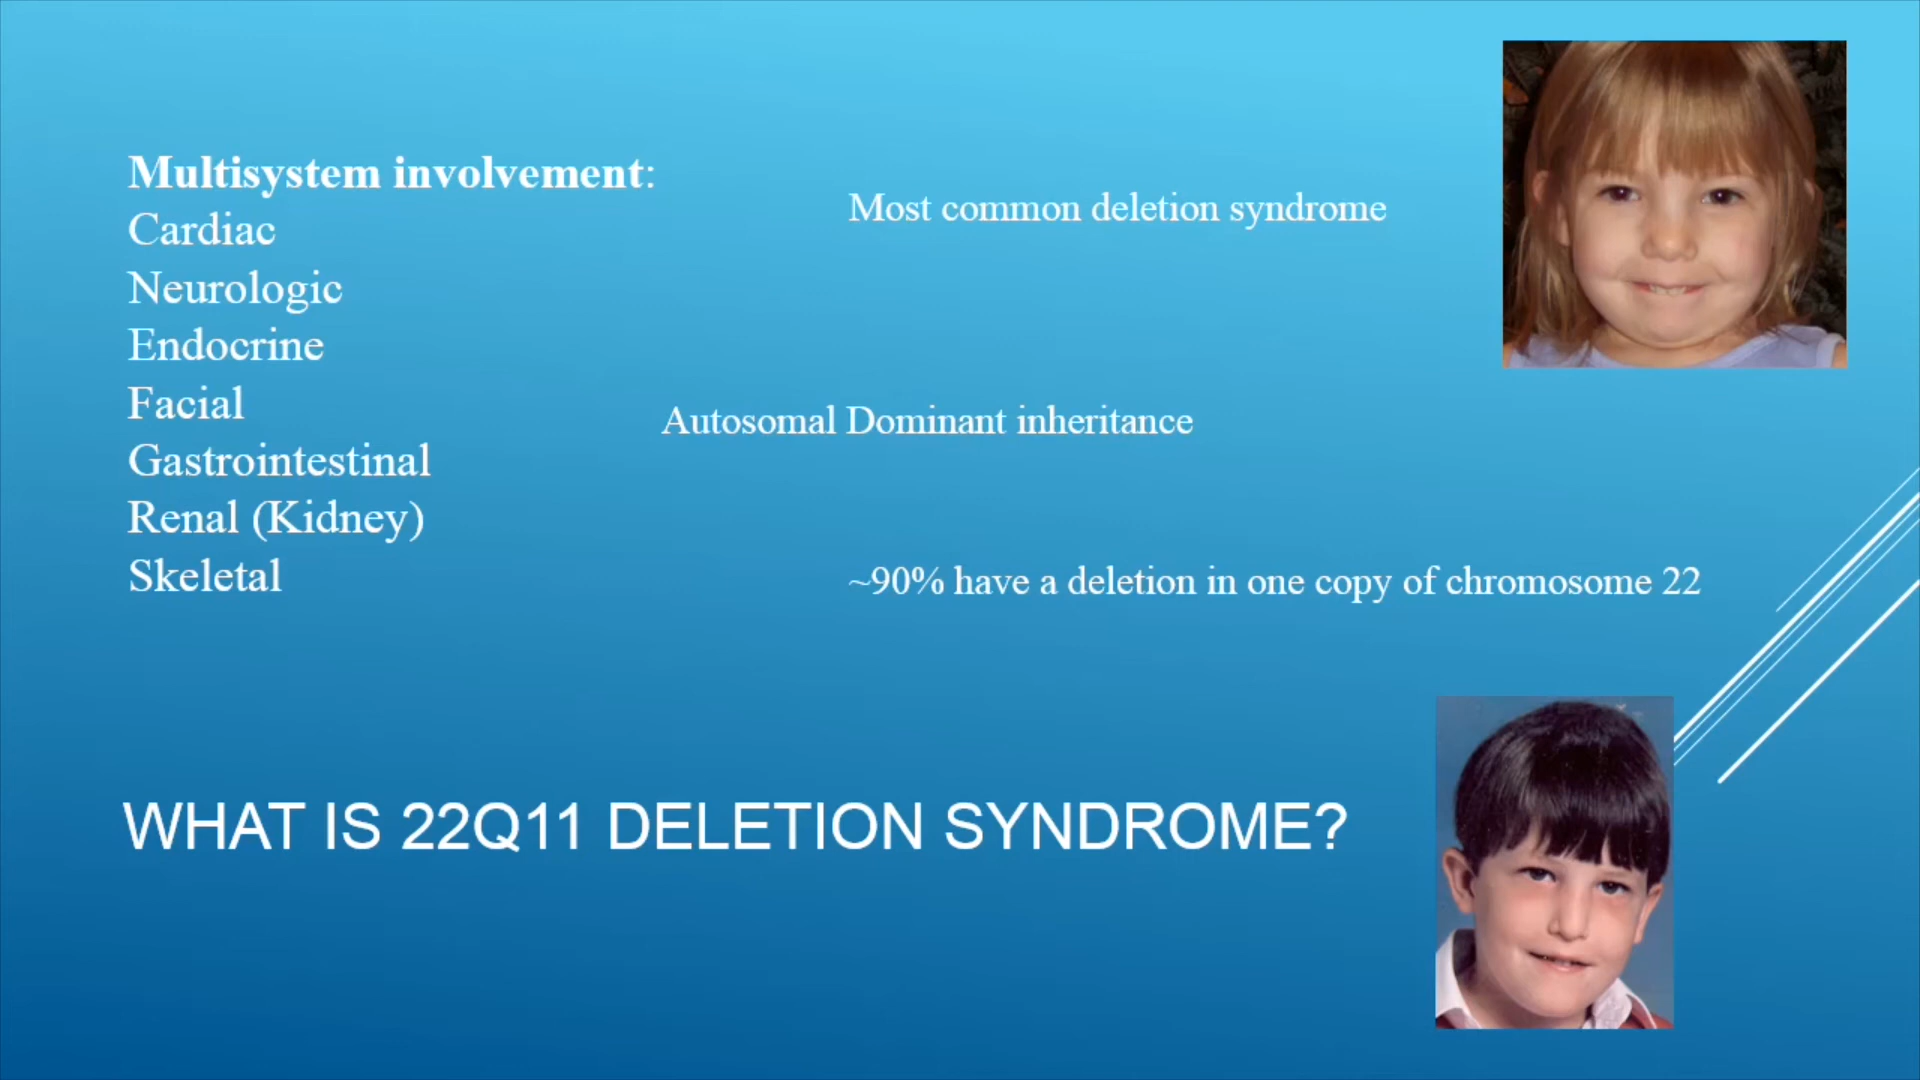 Multisystem involvement:
Cardiac
Neurologic
Endocrine
Facial
Gastrointestinal
Renal (Kidney)
Skeletal
Most common deletion syndrome
Autosomal Dominant inheritance
~90% have a deletion in one copy of chromosome 22
WHAT IS 22Q11 DELETION SYNDROME?